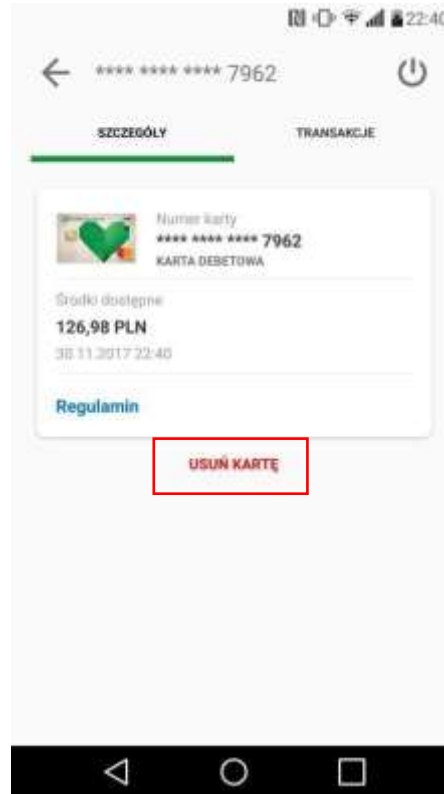 22:40
**** **** **** 7962
SZCZEGÓŁY
TRANSAKCJE
Numer karty
**** **** **** 7962
KARTA DEBETOWA
Środki dostępne
126,98 PLN
30.11.2017 22:40
Regulamin
USUŃ KARTĘ